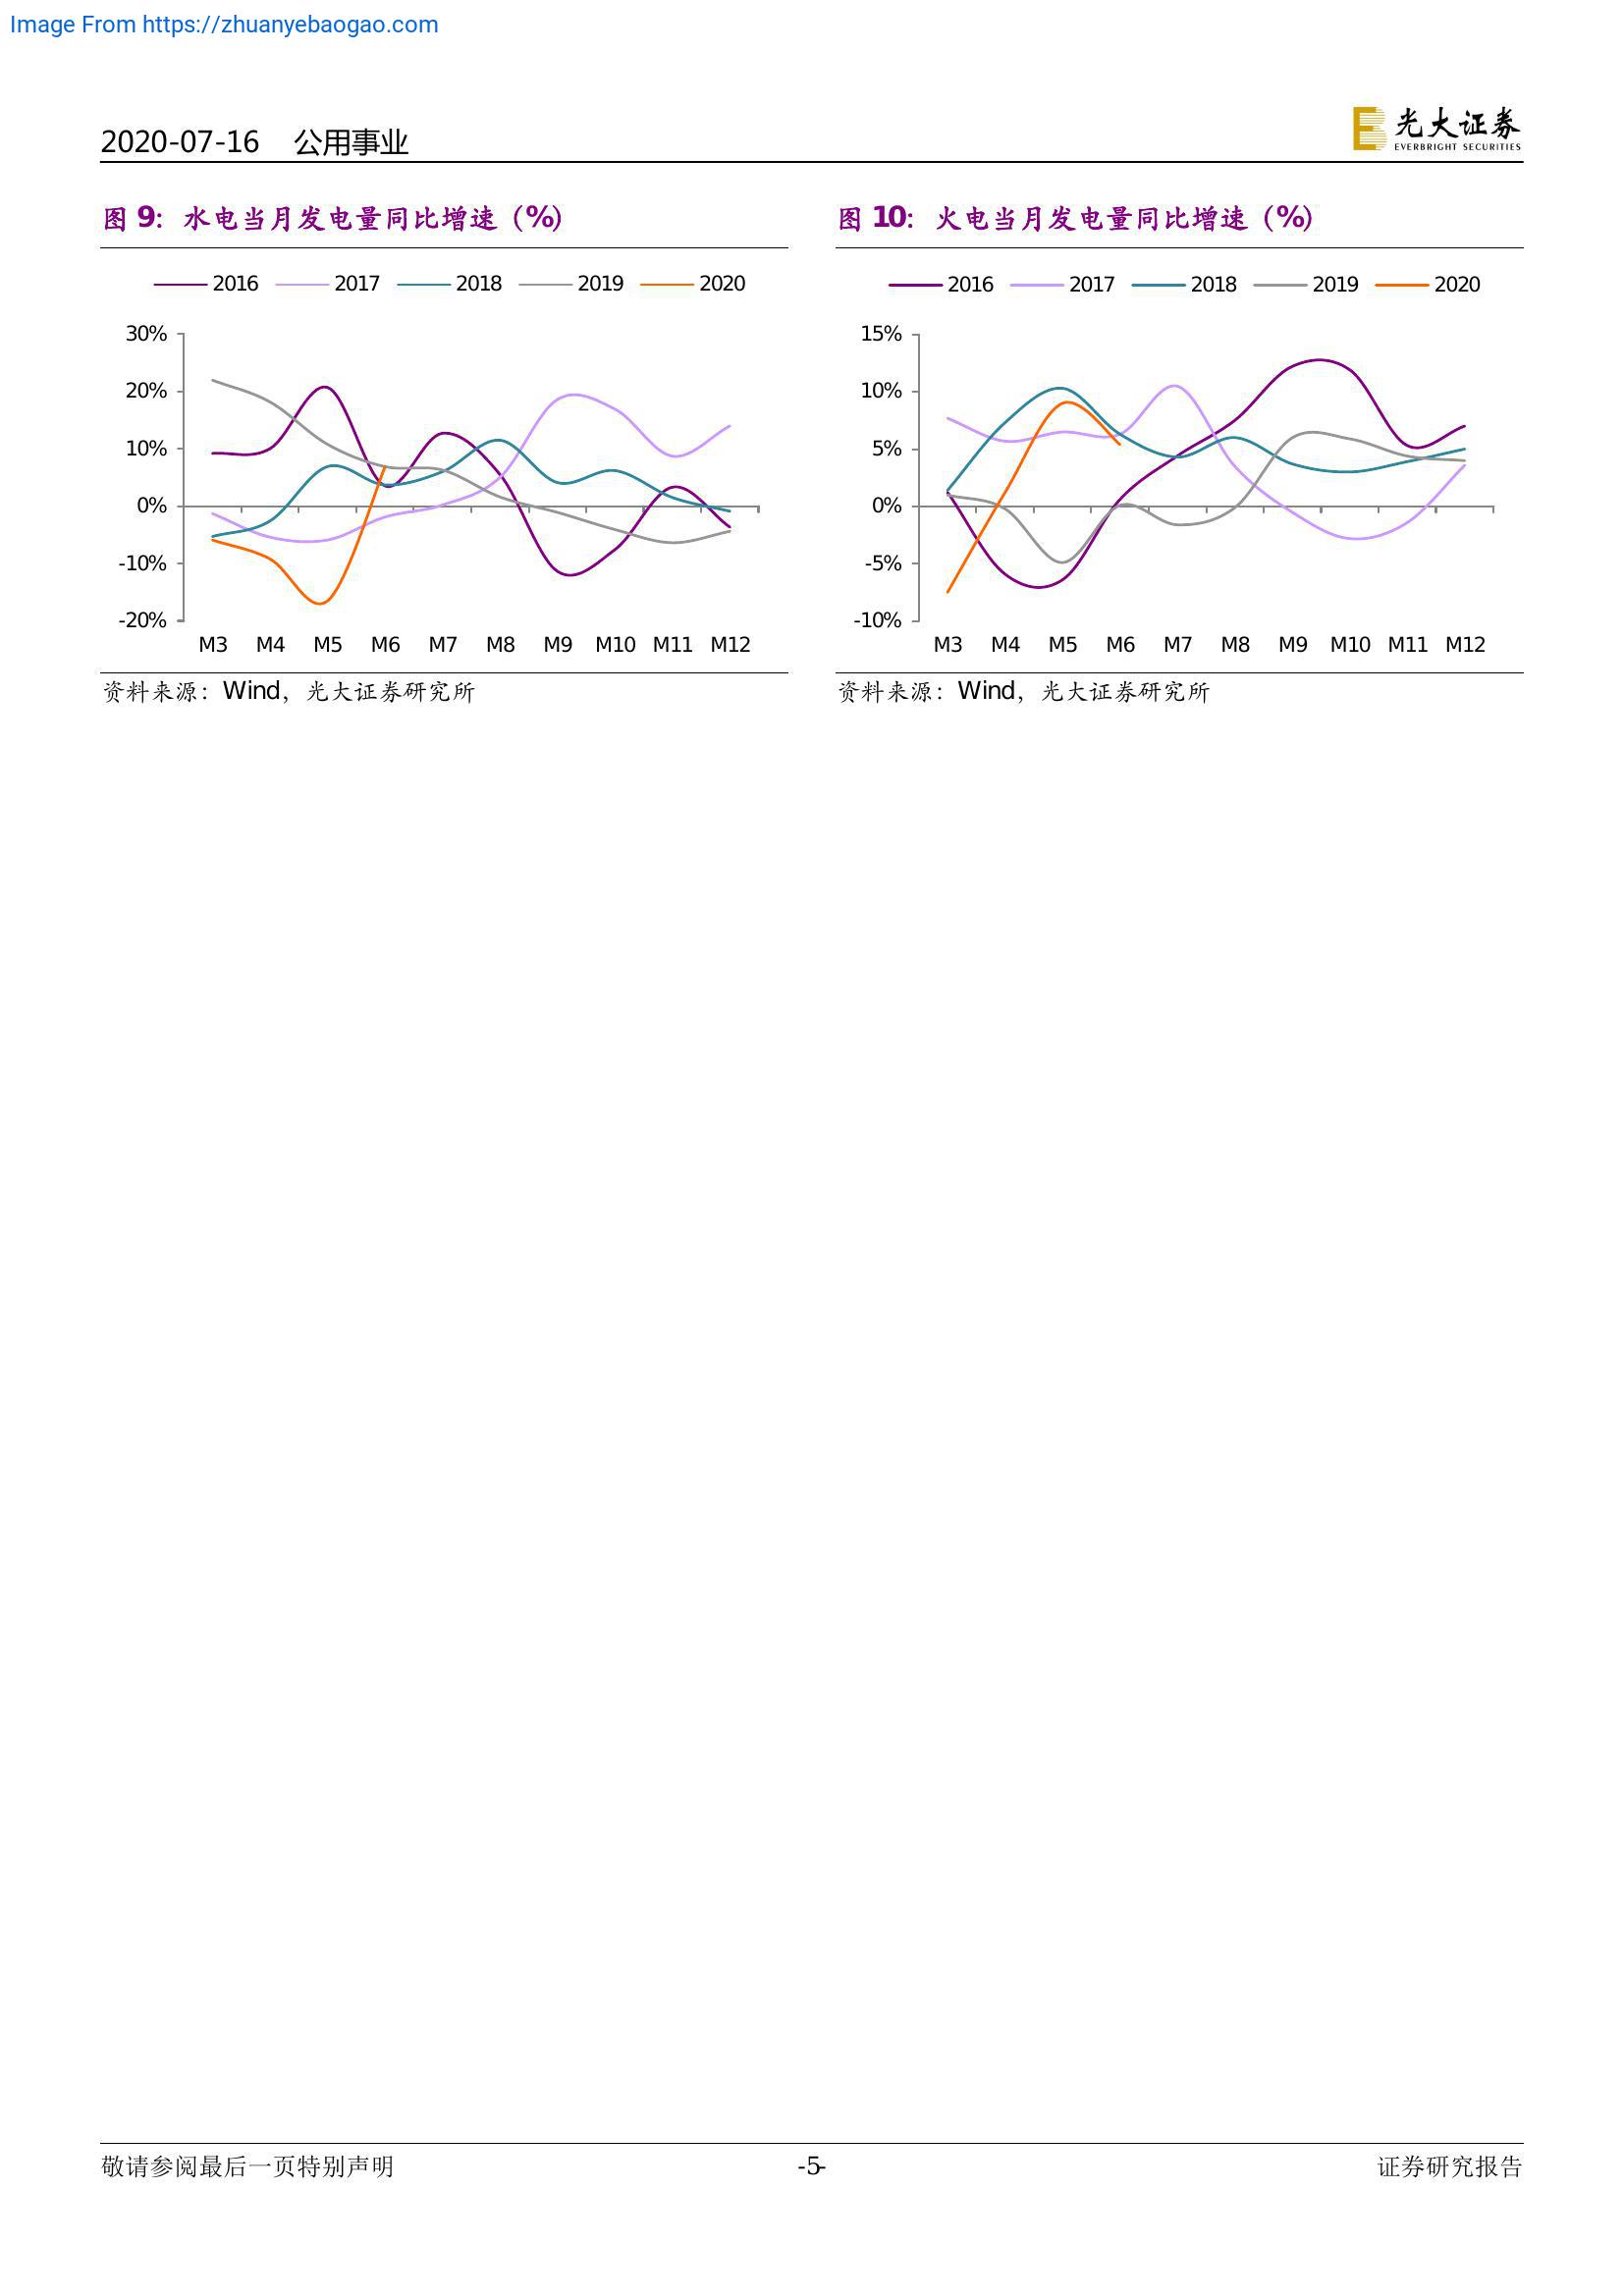 Image From https://zhuanyebaogao.com
2020-07-16 公用事业
光大证券
EVERBRIGHT SECURITIES
图 9：水电当月发电量同比增速（%）
2016 2017 2018 2019 2020
30%
20%
10%
0%
-10%
-20%
M3 M4 M5 M6 M7 M8 M9 M10 M11 M12
资料来源：Wind，光大证券研究所
图 10：火电当月发电量同比增速（%）
2016 2017 2018 2019 2020
15%
10%
5%
0%
-5%
-10%
M3 M4 M5 M6 M7 M8 M9 M10 M11 M12
资料来源：Wind，光大证券研究所
敬请参阅最后一页特别声明 -5- 证券研究报告